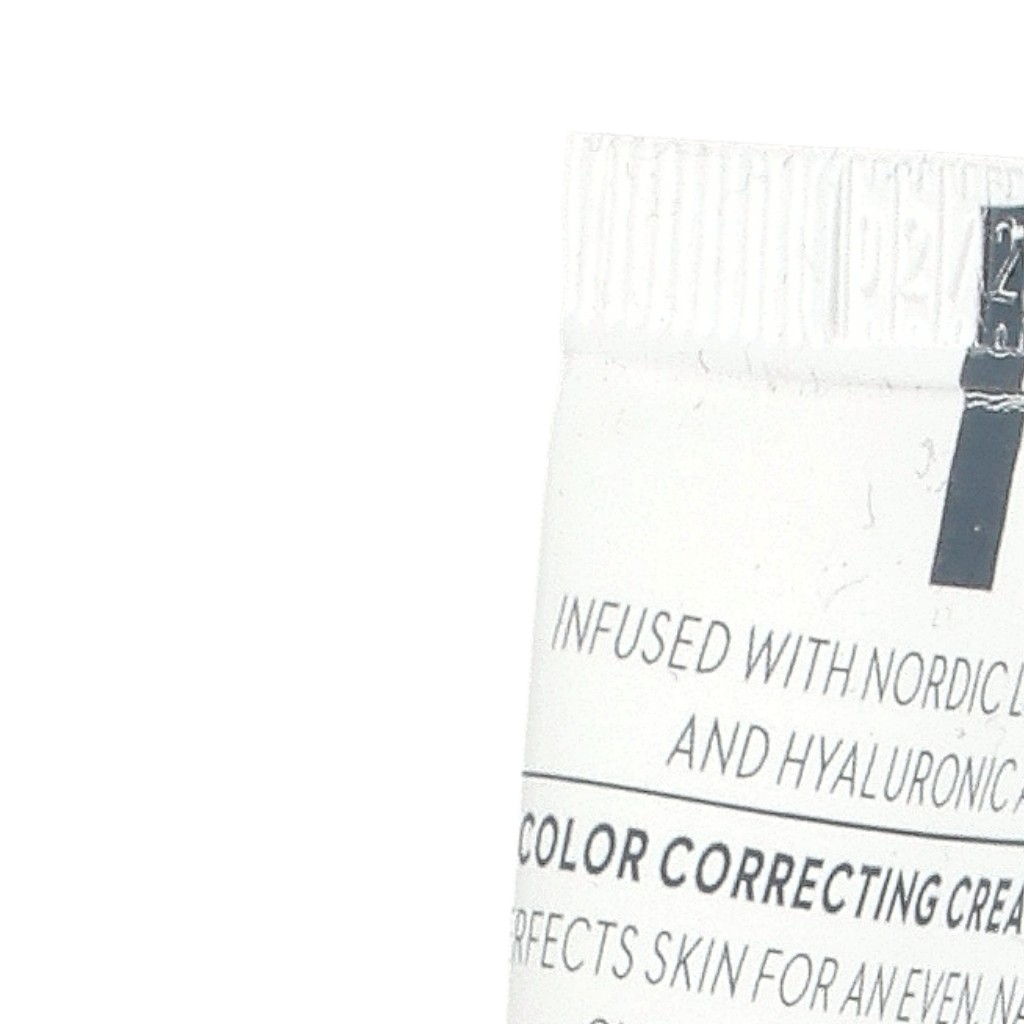 INFUSED WITH NORDIC
AND HYALURONIC
COLOR CORRECTING
SKIN FOR AN EVEN,